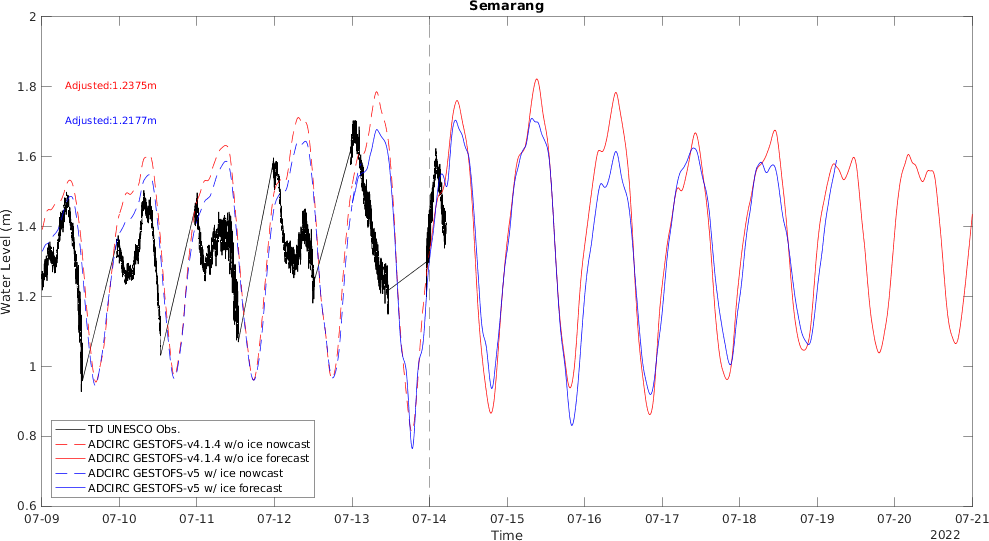 Semarang
2
1.8
1.6
1.4
1.2
1
0.8
0.6
Water Level (m)
Adjusted:1.2375m
Adjusted:1.2177m
TD UNESCO Obs.
ADCIRC GESTOFS-v4.1.4 w/o ice nowcast
ADCIRC GESTOFS-v4.1.4 w/o ice forecast
ADCIRC GESTOFS-v5 w/ ice nowcast
ADCIRC GESTOFS-v5 w/ ice forecast
07-09 07-10 07-11 07-12 07-13 07-14 07-15 07-16 07-17 07-18 07-19 07-20 07-21
Time
2022